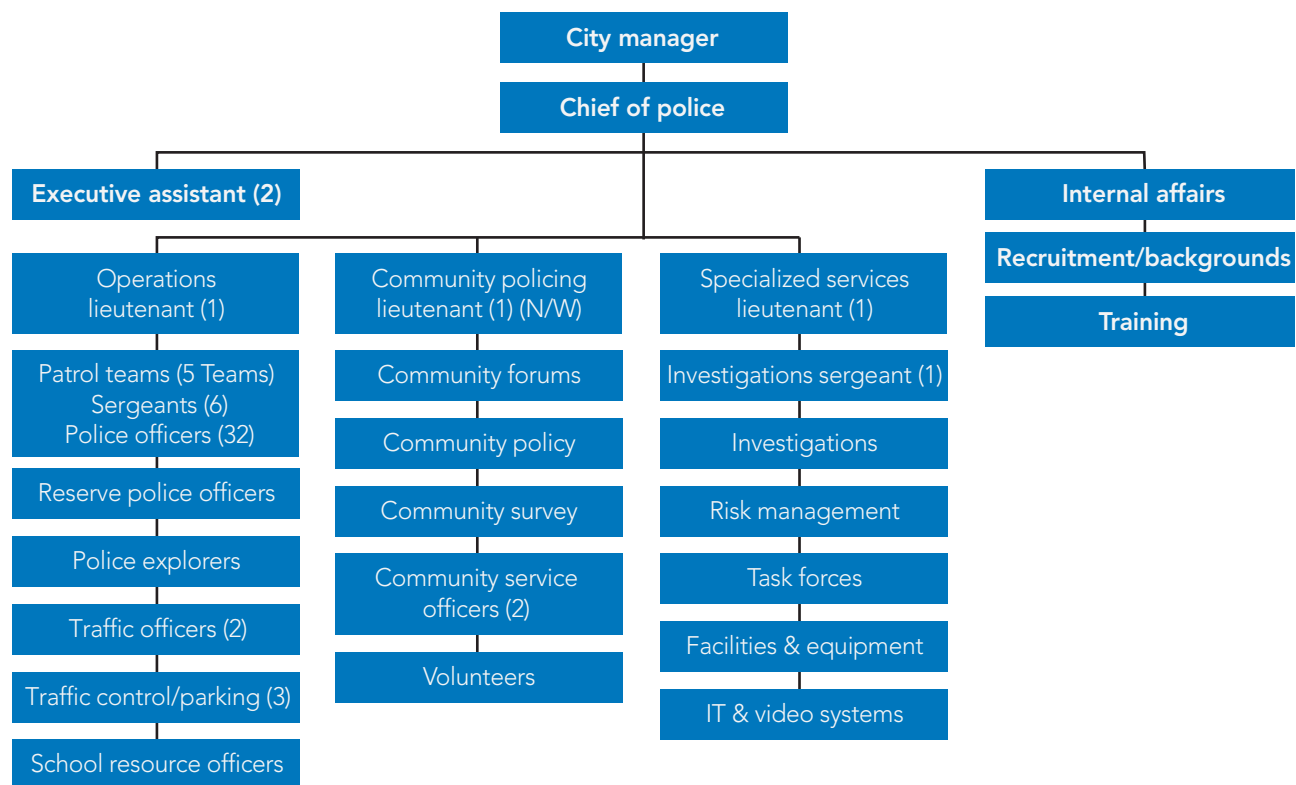 City manager
Chief of police
Executive assistant (2)
Internal affairs
Recruitment/backgrounds
Training
Operations
lieutenant (1)
Patrol teams (5 Teams)
Sergeants (6)
Police officers (32)
Reserve police officers
Police explorers
Traffic officers (2)
Traffic control/parking (3)
School resource officers
Community policing
lieutenant (1) (N/W)
Community forums
Community policy
Community survey
Community service
officers (2)
Volunteers
Specialized services
lieutenant (1)
Investigations sergeant (1)
Investigations
Risk management
Task forces
Facilities & equipment
IT & video systems